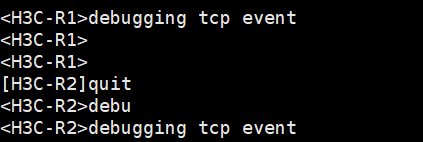 <H3C-R1>debugging tcp event
<H3C-R1>
<H3C-R1>
[H3C-R2]quit
<H3C-R2>debu
<H3C-R2>debugging tcp event